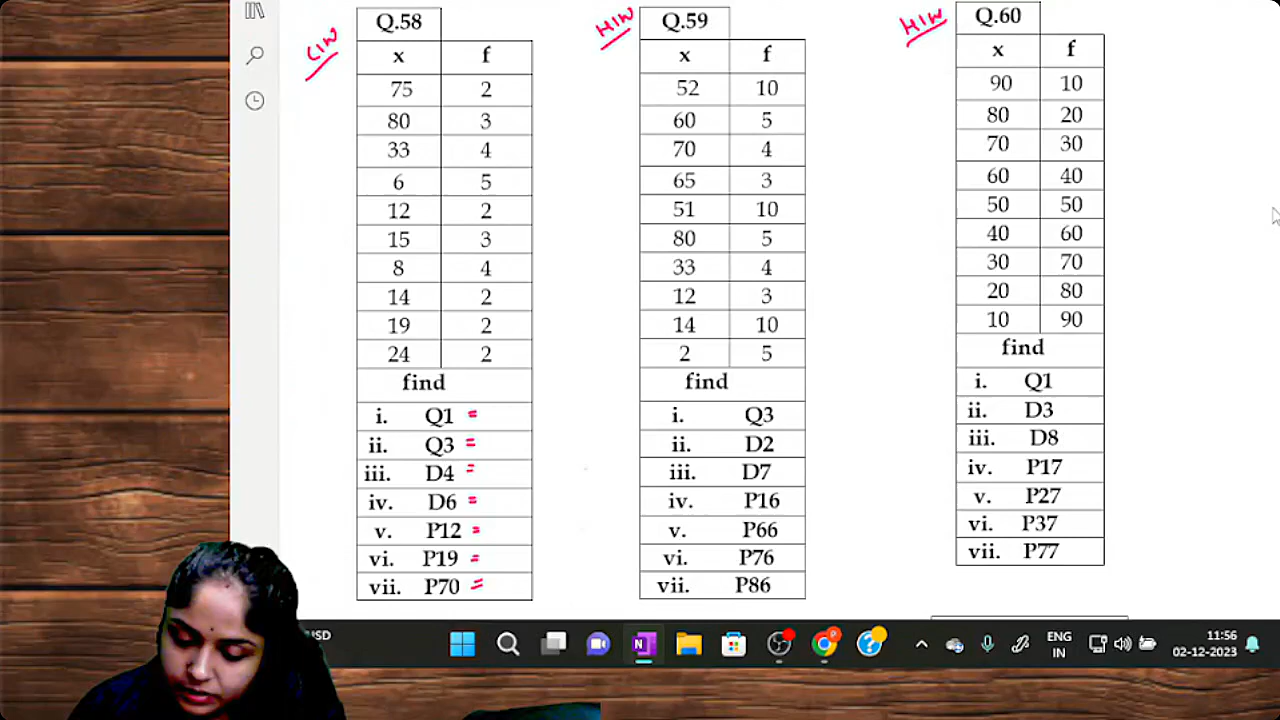 C/W
Q.58
x f
75 2
80 3
33 4
6 5
12 2
15 3
8 4
14 2
19 2
24 2
find
i. Q1 =
ii. Q3 =
iii. D4 =
iv. D6 =
v. P12 =
vi. P19 =
vii. P70 =
H/W
Q.59
x f
52 10
60 5
70 4
65 3
51 10
80 5
33 4
12 3
14 10
2 5
find
i. Q3
ii. D2
iii. D7
iv. P16
v. P66
vi. P76
vii. P86
H/W
Q.60
x f
90 10
80 20
70 30
60 40
50 50
40 60
30 70
20 80
10 90
find
i. Q1
ii. D3
iii. D8
iv. P17
v. P27
vi. P37
vii. P77
USD
ENG
IN
11:56
02-12-2023